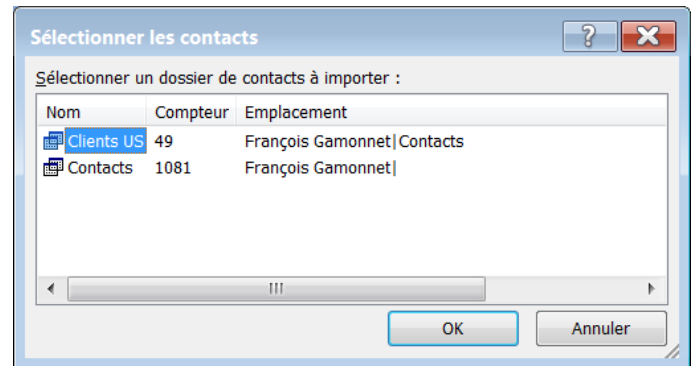 Sélectionner les contacts
Sélectionner un dossier de contacts à importer :
Nom Compteur Emplacement
Clients US 49 François Gamonnet|Contacts
Contacts 1081 François Gamonnet|
OK Annuler